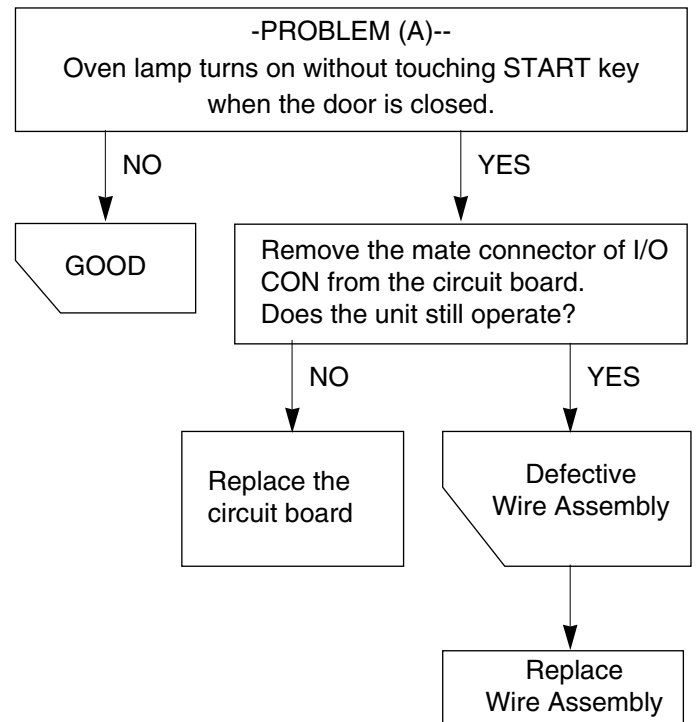 -PROBLEM (A)--
Oven lamp turns on without touching START key
when the door is closed.
NO
YES
GOOD
Remove the mate connector of I/O
CON from the circuit board.
Does the unit still operate?
NO
YES
Replace the
circuit board
Defective
Wire Assembly
Replace
Wire Assembly